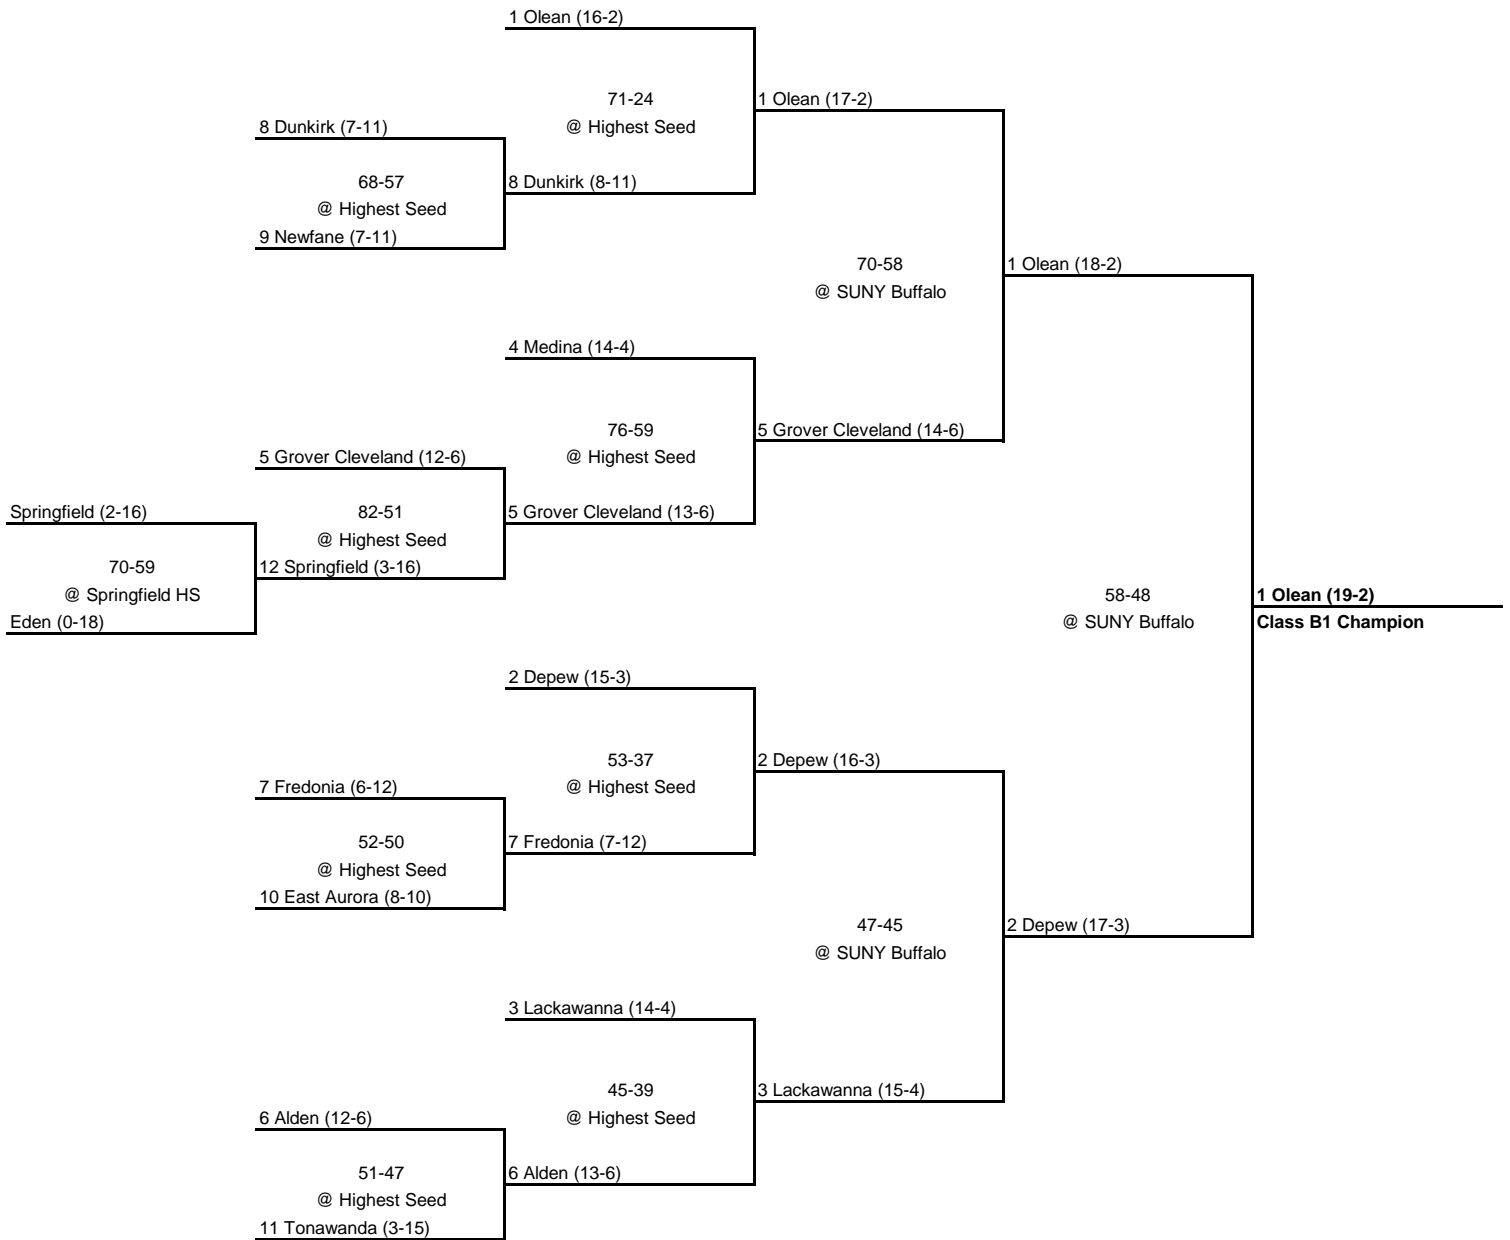 1 Olean (16-2)
71-24
@ Highest Seed
1 Olean (17-2)
8 Dunkirk (7-11)
68-57
@ Highest Seed
8 Dunkirk (8-11)
9 Newfane (7-11)
70-58
@ SUNY Buffalo
1 Olean (18-2)
4 Medina (14-4)
76-59
@ Highest Seed
5 Grover Cleveland (14-6)
5 Grover Cleveland (12-6)
82-51
@ Highest Seed
5 Grover Cleveland (13-6)
Springfield (2-16)
70-59
@ Springfield HS
12 Springfield (3-16)
Eden (0-18)
58-48
@ SUNY Buffalo
1 Olean (19-2)
Class B1 Champion
2 Depew (15-3)
53-37
@ Highest Seed
2 Depew (16-3)
7 Fredonia (6-12)
52-50
@ Highest Seed
7 Fredonia (7-12)
10 East Aurora (8-10)
47-45
@ SUNY Buffalo
2 Depew (17-3)
3 Lackawanna (14-4)
45-39
@ Highest Seed
3 Lackawanna (15-4)
6 Alden (12-6)
51-47
@ Highest Seed
6 Alden (13-6)
11 Tonawanda (3-15)